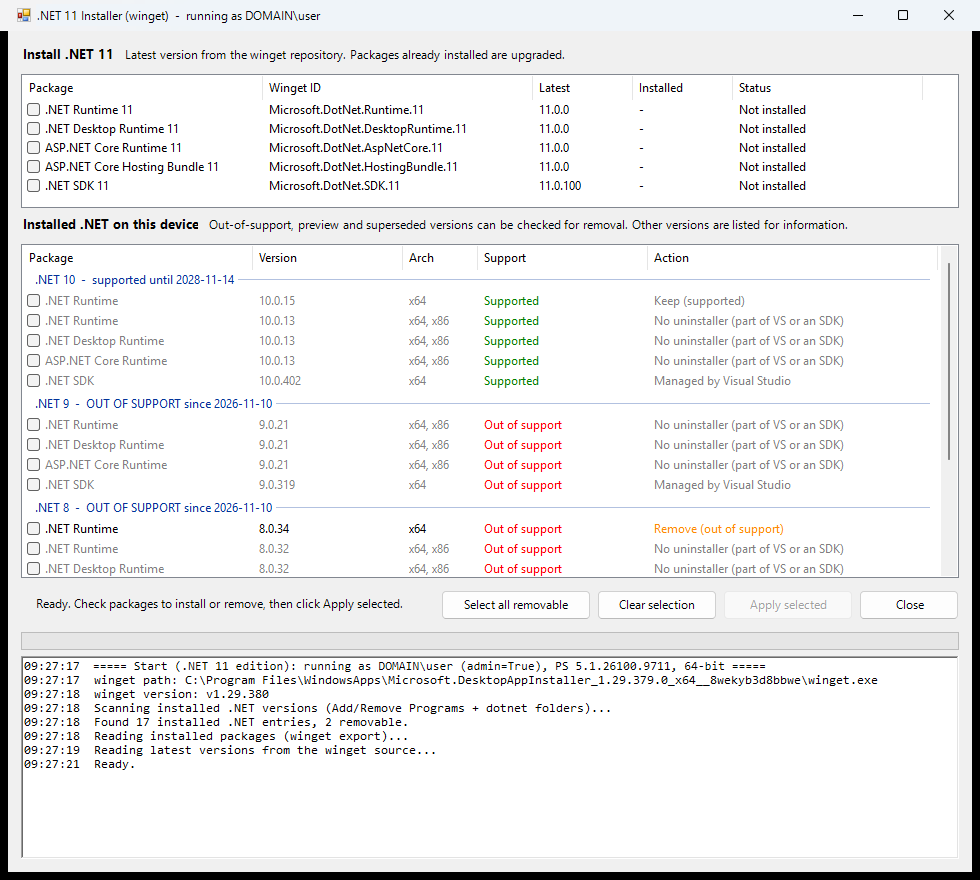 .NET 11 Installer (winget) - running as DOMAIN\user
Install .NET 11 Latest version from the winget repository. Packages already installed are upgraded.
Package Winget ID Latest Installed Status
.NET Runtime 11 Microsoft.DotNet.Runtime.11 11.0.0 - Not installed
.NET Desktop Runtime 11 Microsoft.DotNet.DesktopRuntime.11 11.0.0 - Not installed
ASP.NET Core Runtime 11 Microsoft.DotNet.AspNetCore.11 11.0.0 - Not installed
ASP.NET Core Hosting Bundle 11 Microsoft.DotNet.HostingBundle.11 11.0.0 - Not installed
.NET SDK 11 Microsoft.DotNet.SDK.11 11.0.100 - Not installed
Installed .NET on this device Out-of-support, preview and superseded versions can be checked for removal. Other versions are listed for information.
Package Version Arch Support Action
.NET 10 - supported until 2028-11-14
.NET Runtime 10.0.15 x64 Supported Keep (supported)
.NET Runtime 10.0.13 x64, x86 Supported No uninstaller (part of VS or an SDK)
.NET Desktop Runtime 10.0.13 x64, x86 Supported No uninstaller (part of VS or an SDK)
ASP.NET Core Runtime 10.0.13 x64, x86 Supported No uninstaller (part of VS or an SDK)
.NET SDK 10.0.402 x64 Supported Managed by Visual Studio
.NET 9 - OUT OF SUPPORT since 2026-11-10
.NET Runtime 9.0.21 x64, x86 Out of support No uninstaller (part of VS or an SDK)
.NET Desktop Runtime 9.0.21 x64, x86 Out of support No uninstaller (part of VS or an SDK)
ASP.NET Core Runtime 9.0.21 x64, x86 Out of support No uninstaller (part of VS or an SDK)
.NET SDK 9.0.319 x64 Out of support Managed by Visual Studio
.NET 8 - OUT OF SUPPORT since 2026-11-10
.NET Runtime 8.0.34 x64 Out of support Remove (out of support)
.NET Runtime 8.0.32 x64, x86 Out of support No uninstaller (part of VS or an SDK)
.NET Desktop Runtime 8.0.32 x64, x86 Out of support No uninstaller (part of VS or an SDK)
Ready. Check packages to install or remove, then click Apply selected. Select all removable Clear selection Apply selected Close
09:27:17 ===== Start (.NET 11 edition): running as DOMAIN\user (admin=True), PS 5.1.26100.9711, 64-bit =====
09:27:17 winget path: C:\Program Files\WindowsApps\Microsoft.DesktopAppInstaller_1.29.379.0_x64__8wekyb3d8bbwe\winget.exe
09:27:18 winget version: v1.29.380
09:27:18 Scanning installed .NET versions (Add/Remove Programs + dotnet folders)...
09:27:18 Found 17 installed .NET entries, 2 removable.
09:27:18 Reading installed packages (winget export)...
09:27:19 Reading latest versions from the winget source...
09:27:21 Ready.